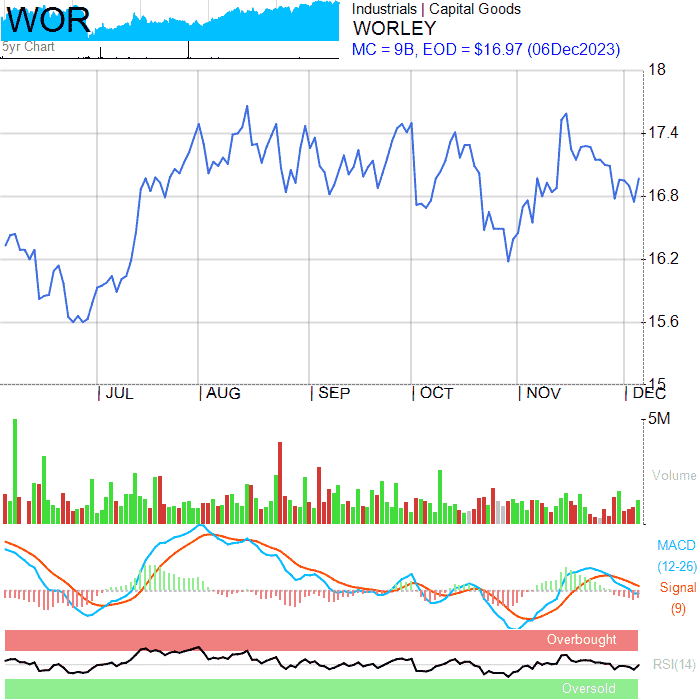 WOR
5yr Chart
Industrials | Capital Goods
WORLEY
MC = 9B, EOD = $16.97 (06Dec2023)
18
17.4
16.8
16.2
15.6
15
JUL AUG SEP OCT NOV DEC
5M
Volume
MACD
(12-26)
Signal
(9)
Overbought
RSI(14)
Oversold